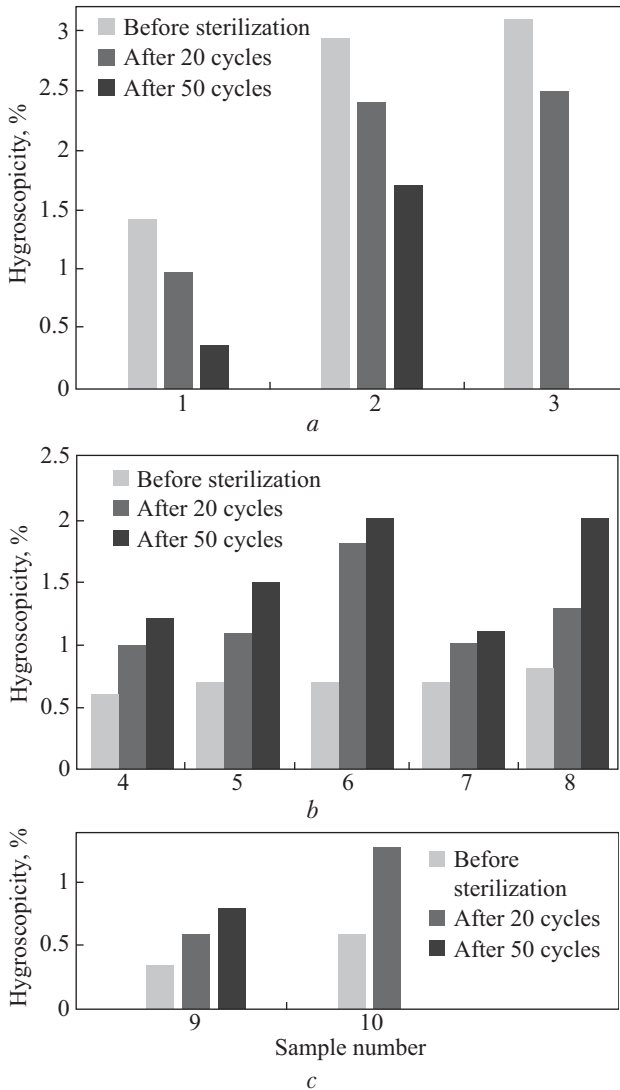 Hygroscopicity, %
3
2.5
2
1.5
1
0.5
0
Before sterilization
After 20 cycles
After 50 cycles
1 2 3
a
Hygroscopicity, %
2.5
2
1.5
1
0.5
0
Before sterilization
After 20 cycles
After 50 cycles
4 5 6 7 8
b
Hygroscopicity, %
1
0.5
0
Before
sterilization
After 20 cycles
After 50 cycles
9 10
Sample number
c